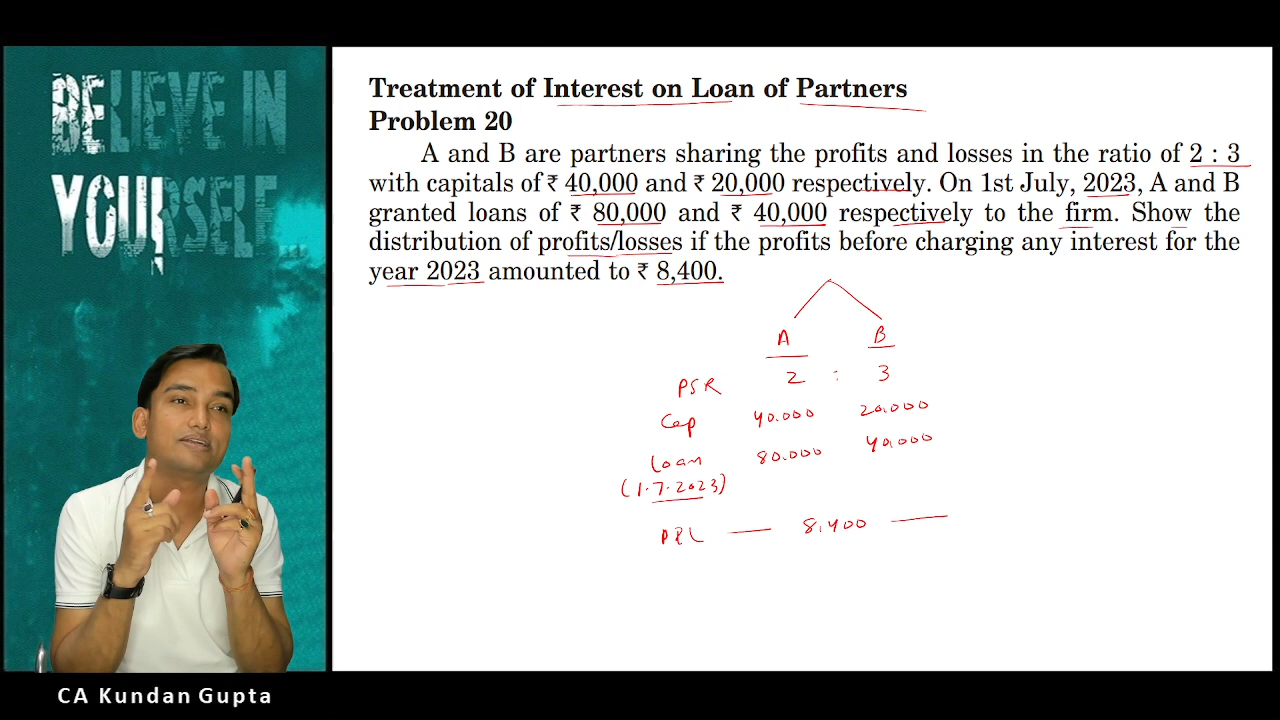 BELIEVE IN
YOURSELF
Treatment of Interest on Loan of Partners
Problem 20
A and B are partners sharing the profits and losses in the ratio of 2 : 3
with capitals of ₹ 40,000 and ₹ 20,000 respectively. On 1st July, 2023, A and B
granted loans of ₹ 80,000 and ₹ 40,000 respectively to the firm. Show the
distribution of profits/losses if the profits before charging any interest for the
year 2023 amounted to ₹ 8,400.
A B
PSR 2 : 3
Cap 40.000 20.000
Loan 80.000 40.000
(1.7.2023)
P&L — 8,400 —
CA Kundan Gupta